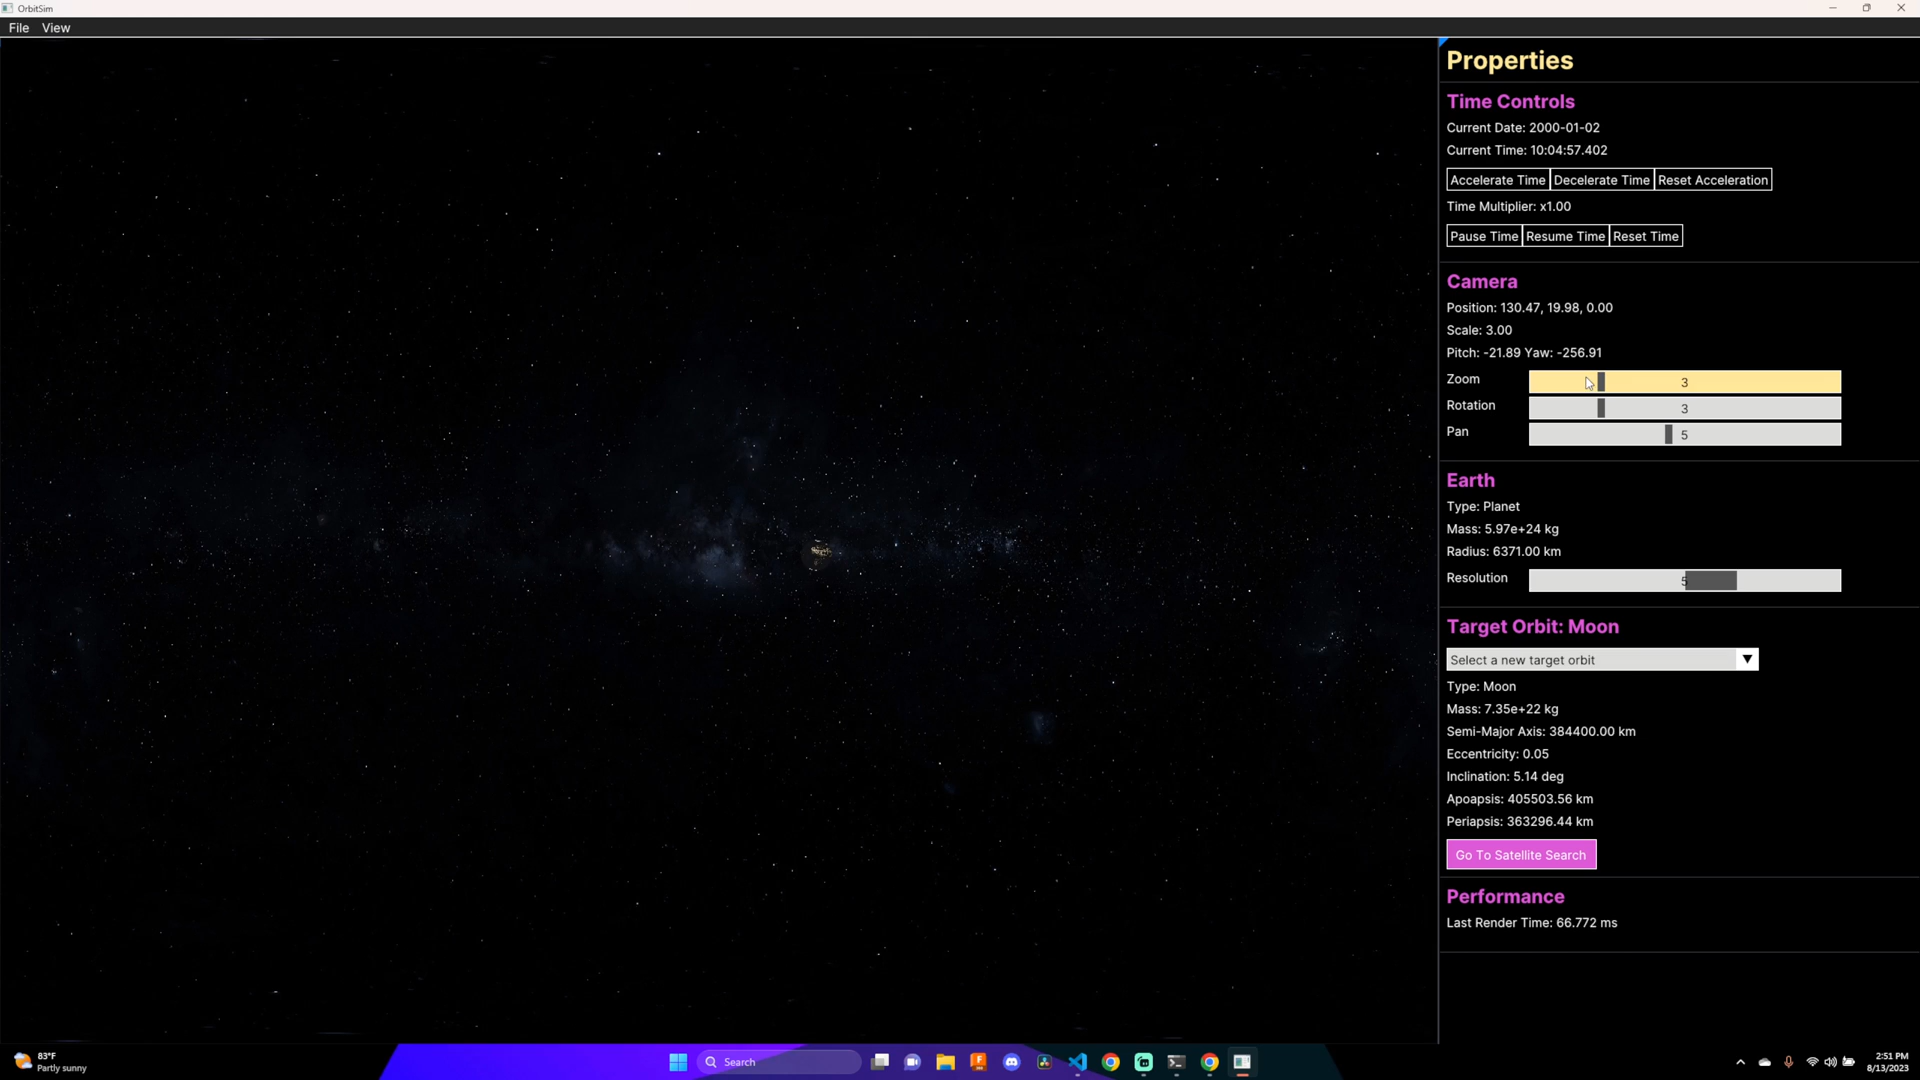 OrbitSim
File View
Properties
Time Controls
Current Date: 2000-01-02
Current Time: 10:04:57.402
Accelerate Time Decelerate Time Reset Acceleration
Time Multiplier: x1.00
Pause Time Resume Time Reset Time
Camera
Position: 130.47, 19.98, 0.00
Scale: 3.00
Pitch: -21.89 Yaw: -256.91
Zoom 3
Rotation 3
Pan 5
Earth
Type: Planet
Mass: 5.97e+24 kg
Radius: 6371.00 km
Resolution 5
Target Orbit: Moon
Select a new target orbit
Type: Moon
Mass: 7.35e+22 kg
Semi-Major Axis: 384400.00 km
Eccentricity: 0.05
Inclination: 5.14 deg
Apoapsis: 405503.56 km
Periapsis: 363296.44 km
Go To Satellite Search
Performance
Last Render Time: 66.772 ms
83°F
Partly sunny
Search
2:51 PM
8/13/2023